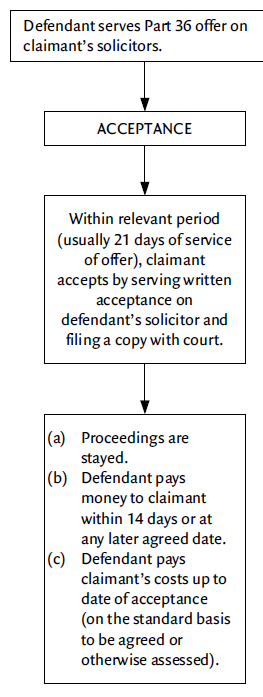 Defendant serves Part 36 offer on
claimant's solicitors.
ACCEPTANCE
Within relevant period
(usually 21 days of service
of offer), claimant
accepts by serving written
acceptance on
defendant's solicitor and
filing a copy with court.
(a) Proceedings are
stayed.
(b) Defendant pays
money to claimant
within 14 days or at
any later agreed date.
(c) Defendant pays
claimant's costs up to
date of acceptance
(on the standard basis
to be agreed or
otherwise assessed).